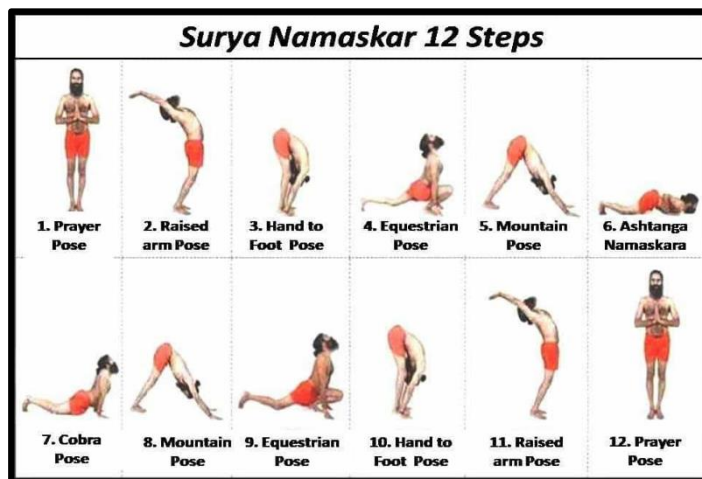 Surya Namaskar 12 Steps
1. Prayer
Pose
2. Raised
arm Pose
3. Hand to
Foot Pose
4. Equestrian
Pose
5. Mountain
Pose
6. Ashtanga
Namaskara
7. Cobra
Pose
8. Mountain
Pose
9. Equestrian
Pose
10. Hand to
Foot Pose
11. Raised
arm Pose
12. Prayer
Pose